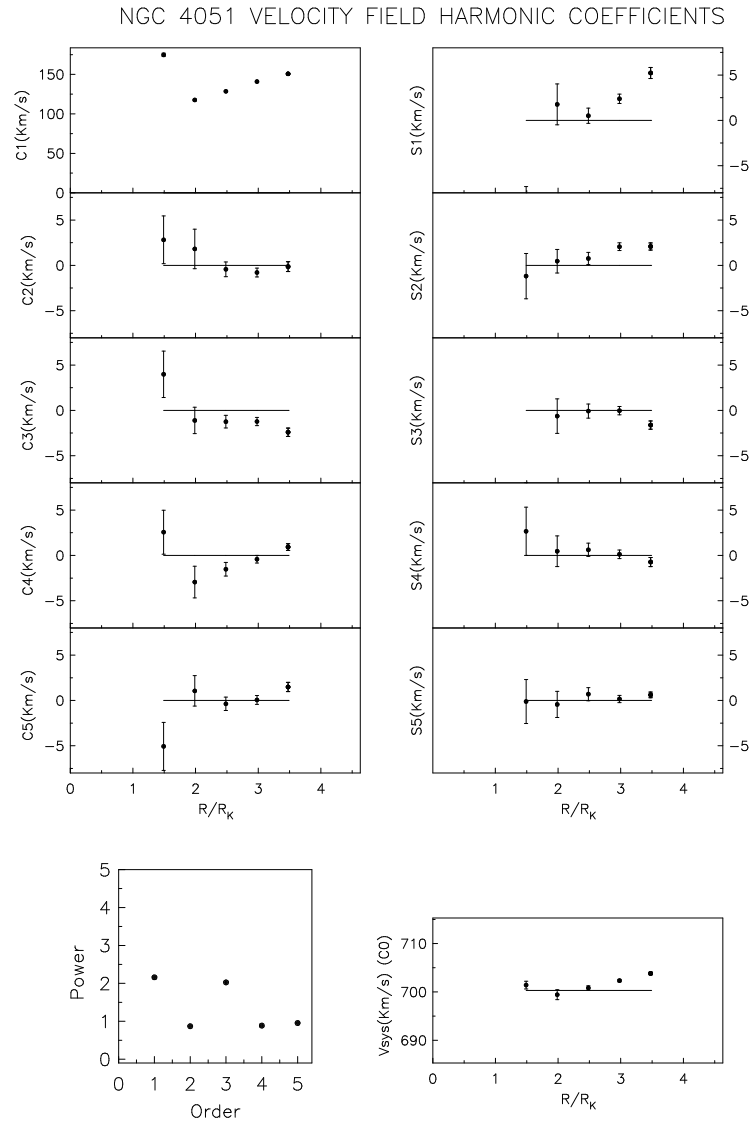 NGC 4051 VELOCITY FIELD HARMONIC COEFFICIENTS
C1(Km/s)
150
100
50
0
S1(Km/s)
5
0
−5
C2(Km/s)
5
0
−5
S2(Km/s)
5
0
−5
C3(Km/s)
5
0
−5
S3(Km/s)
5
0
−5
C4(Km/s)
5
0
−5
S4(Km/s)
5
0
−5
C5(Km/s)
5
0
−5
S5(Km/s)
5
0
−5
0 1 2 3 4
R/RK
0 1 2 3 4
R/RK
Power
5
4
3
2
1
0
0 1 2 3 4 5
Order
Vsys(Km/s) (C0)
710
700
690
0 1 2 3 4
R/RK